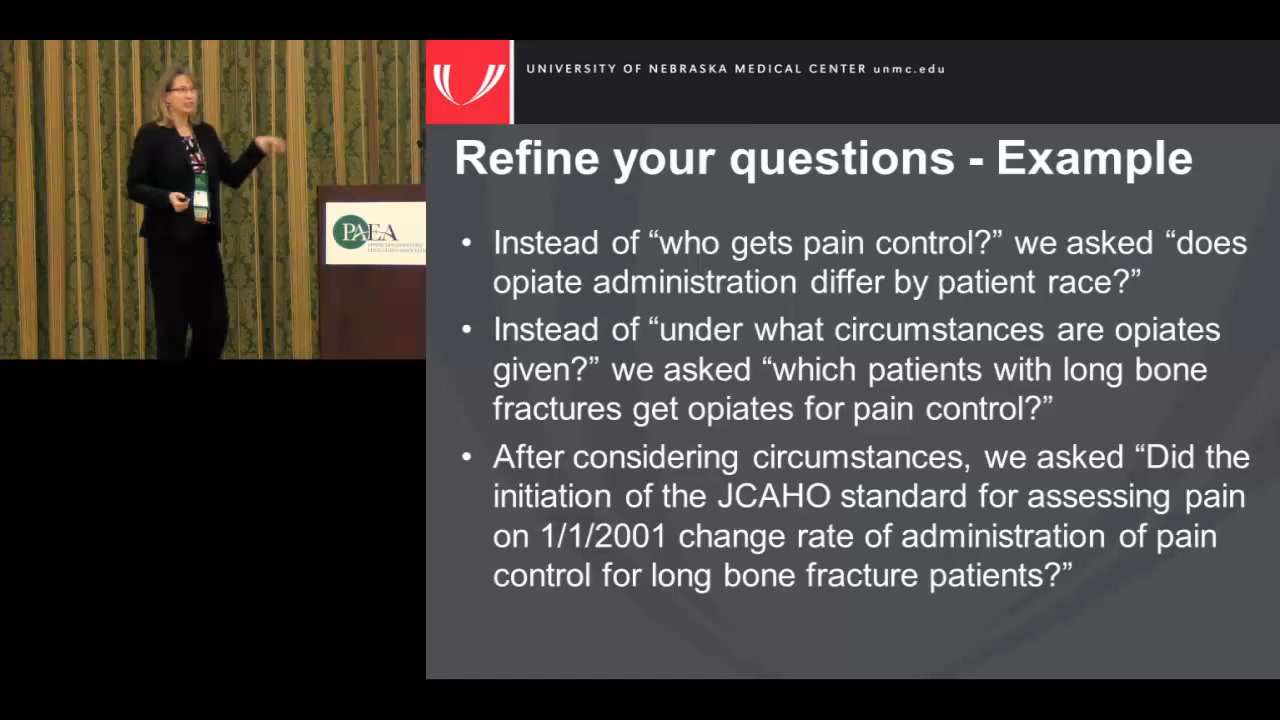 UNIVERSITY OF NEBRASKA MEDICAL CENTER unmc.edu
Refine your questions - Example
• Instead of “who gets pain control?” we asked “does
opiate administration differ by patient race?”
• Instead of “under what circumstances are opiates
given?” we asked “which patients with long bone
fractures get opiates for pain control?”
• After considering circumstances, we asked “Did the
initiation of the JCAHO standard for assessing pain
on 1/1/2001 change rate of administration of pain
control for long bone fracture patients?”
PAEA